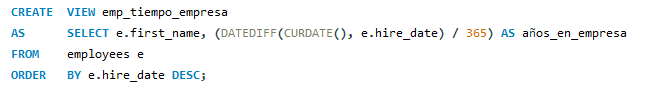 CREATE VIEW emp_tiempo_empresa
AS SELECT e.first_name, (DATEDIFF(CURDATE(), e.hire_date) / 365) AS años_en_empresa
FROM employees e
ORDER BY e.hire_date DESC;